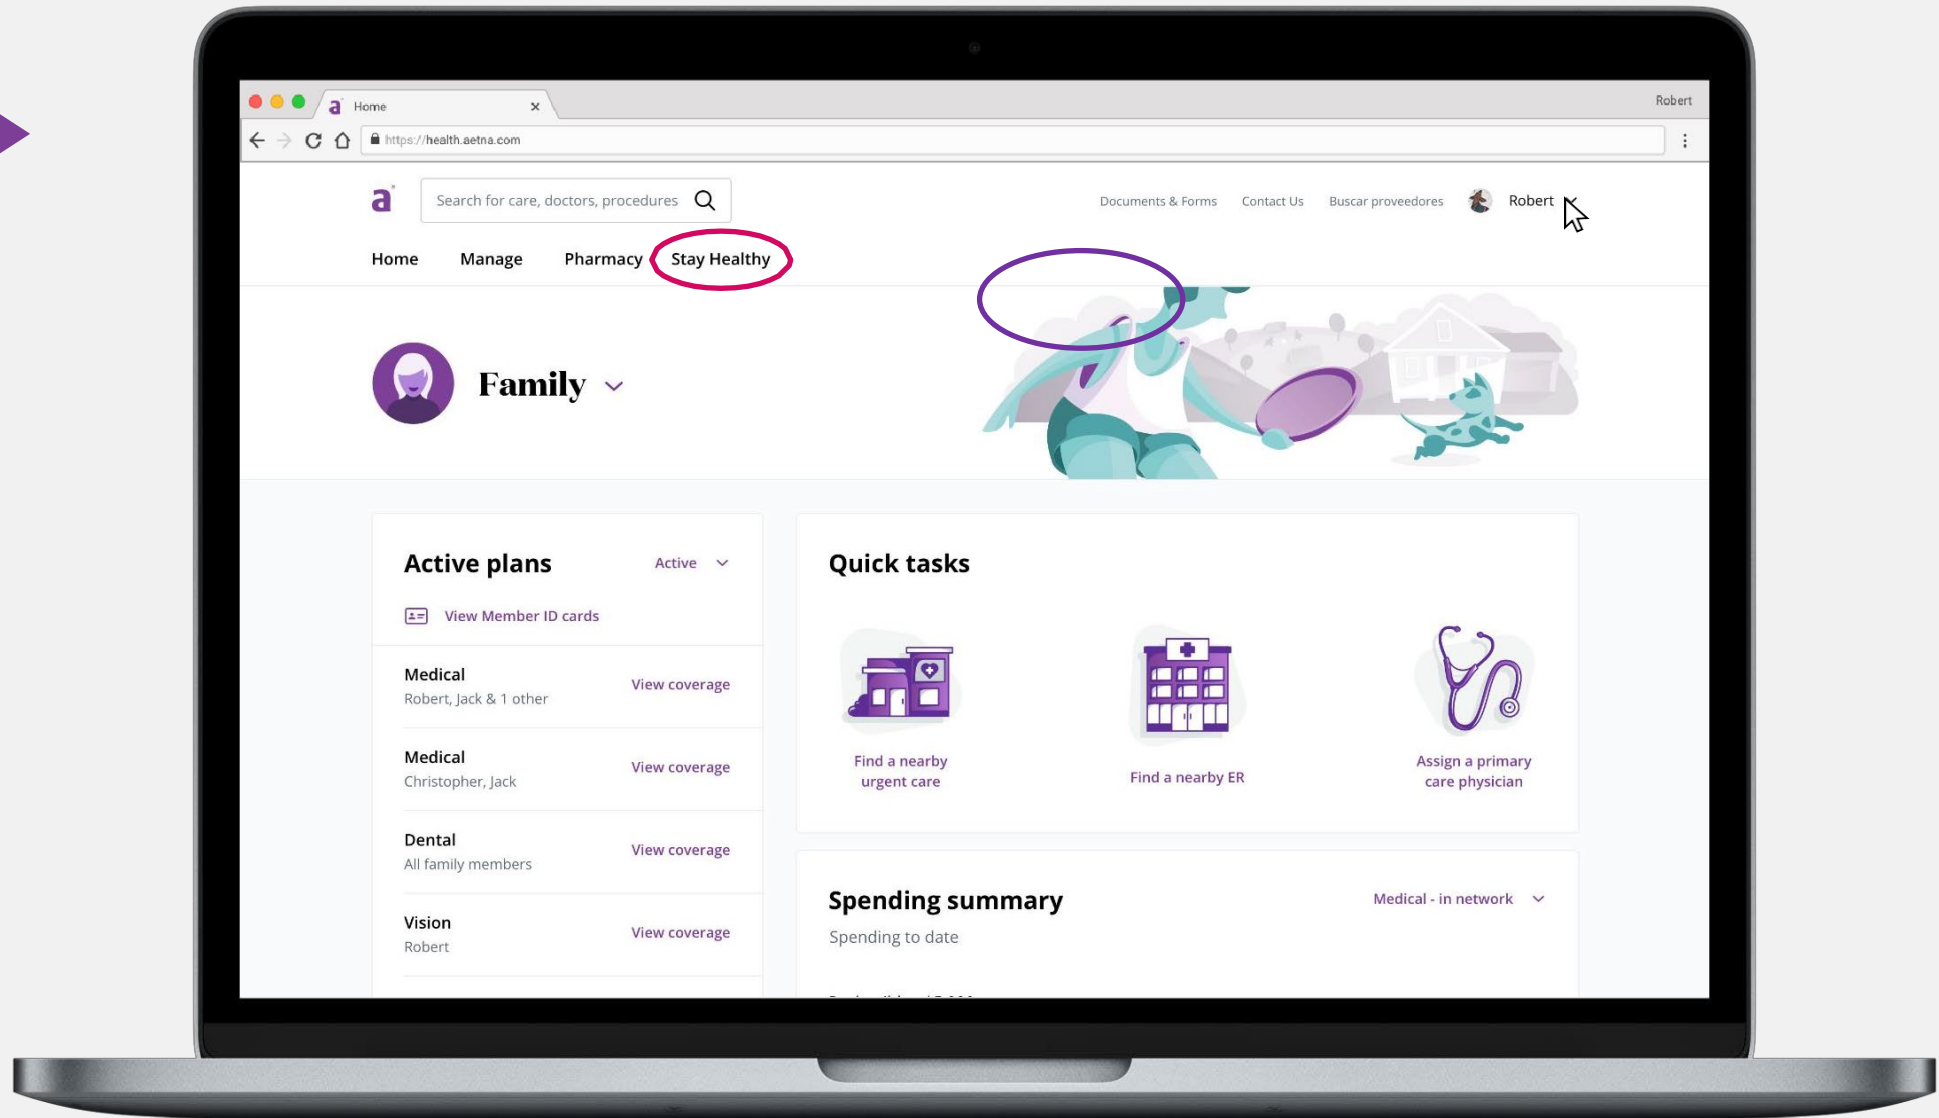 a Home
Robert
https://health.aetna.com
a
Search for care, doctors, procedures
Documents & Forms Contact Us Buscar proveedores Robert
Home Manage Pharmacy Stay Healthy
Family
Active plans Active
View Member ID cards
Medical
Robert, Jack & 1 other
View coverage
Medical
Christopher, Jack
View coverage
Dental
All family members
View coverage
Vision
Robert
View coverage
Quick tasks
Find a nearby
urgent care
Find a nearby ER
Assign a primary
care physician
Spending summary
Medical - in network
Spending to date